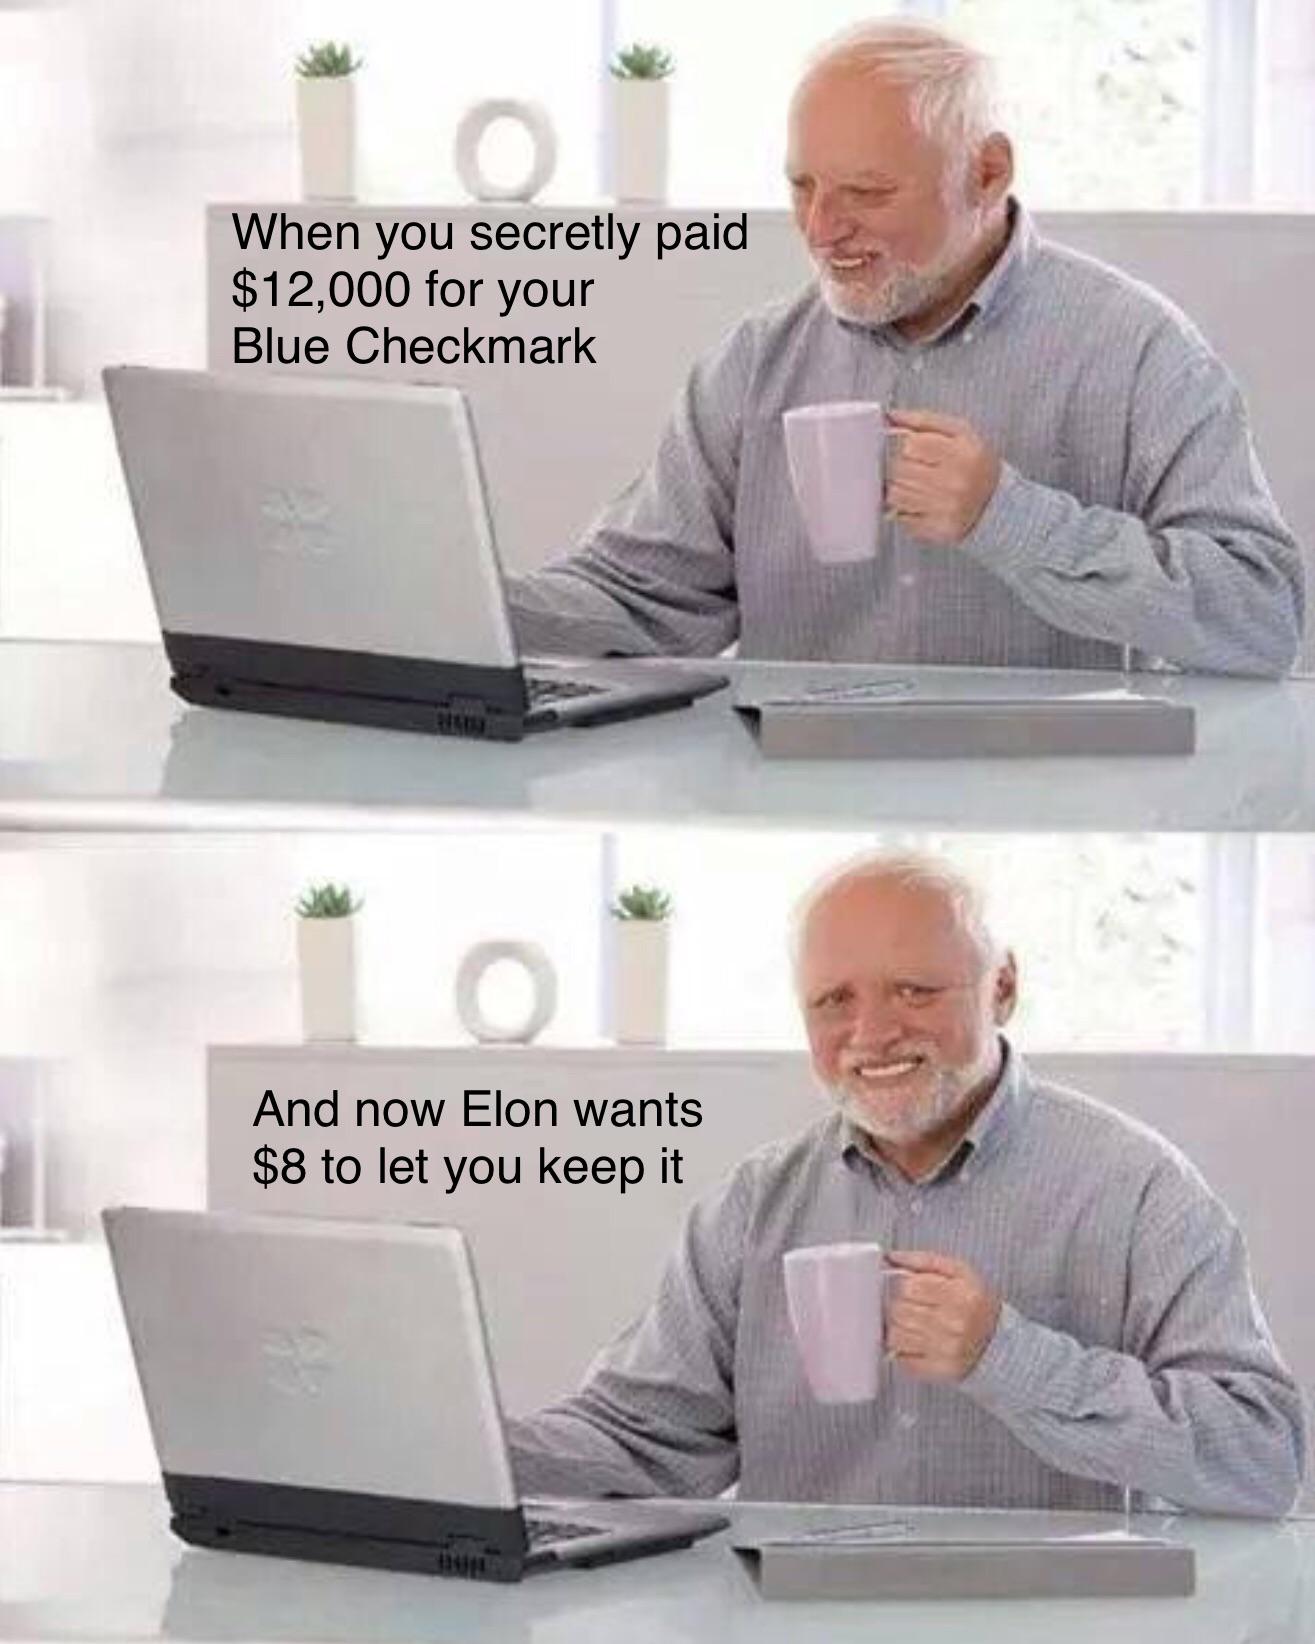 When you secretly paid
$12,000 for your
Blue Checkmark
And now Elon wants
$8 to let you keep it